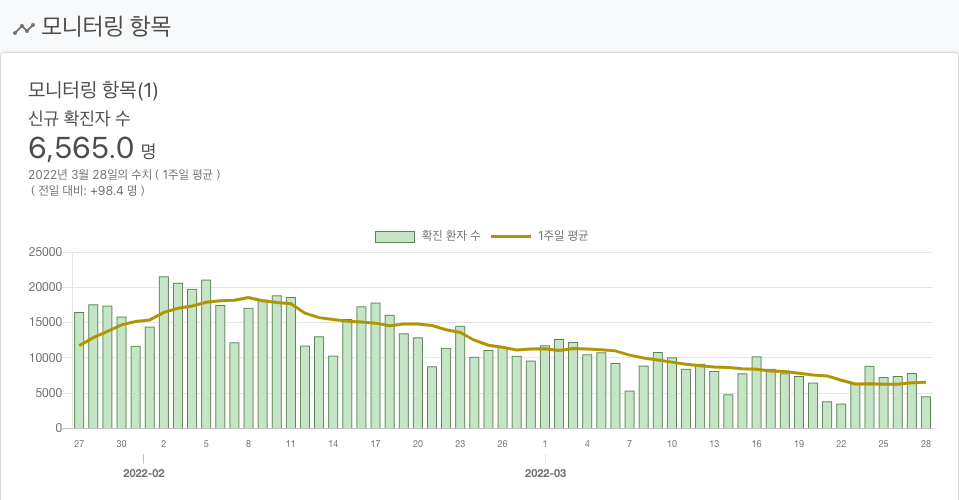 모니터링 항목
모니터링 항목(1)
신규 확진자 수
6,565.0 명
2022년 3월 28일의 수치 ( 1주일 평균 )
( 전일 대비: +98.4 명 )
확진 환자 수 1주일 평균
25000
20000
15000
10000
5000
0
27 30 2 5 8 11 14 17 20 23 26 1 4 7 10 13 16 19 22 25 28
2022-02 2022-03